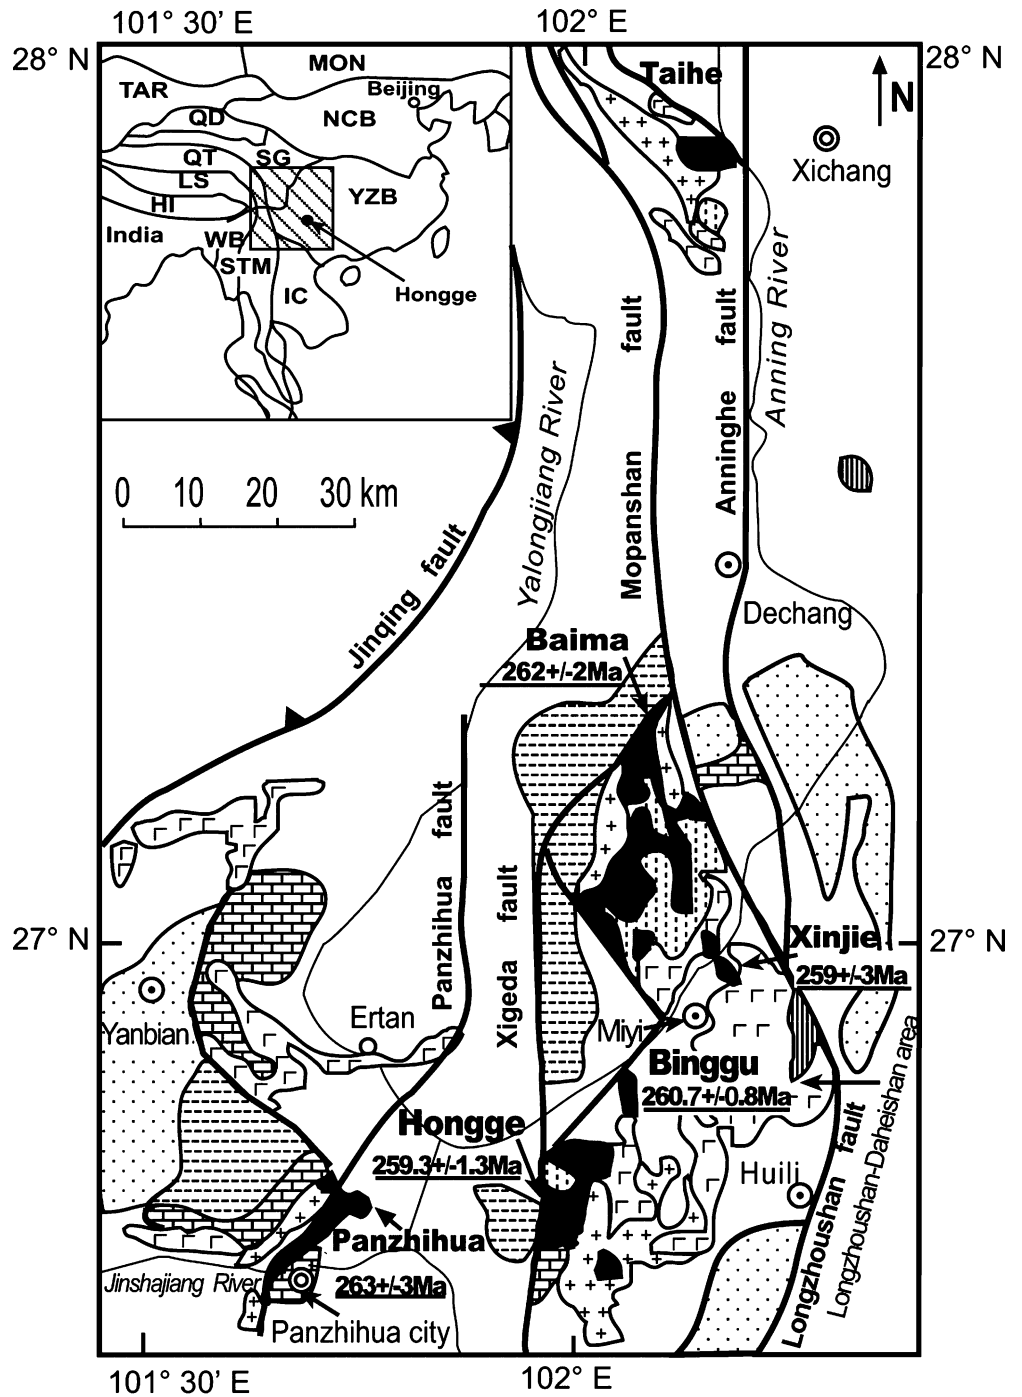 101° 30’ E
102° E
28° N
28° N
MON
TAR
Beijing
QD
NCB
QT
SG
LS
YZB
HI
India
WB
STM
IC
Hongge
Taihe
N
Xichang
Anning River
Mopanshan fault
Anninghe fault
Yalongjiang River
0 10 20 30 km
Jinqing fault
Dechang
Baima
262+/-2Ma
Panzhihua fault
Xigeda fault
27° N
27° N
Xinjie
259+/-3Ma
Yanbian
Ertan
Miyi
Binggu
260.7+/-0.8Ma
Hongge
259.3+/-1.3Ma
Huili
Longzhoushan fault
Longzhoushan-Daheishan area
Panzhihua
263+/-3Ma
Jinshajiang River
Panzhihua city
101° 30’ E
102° E